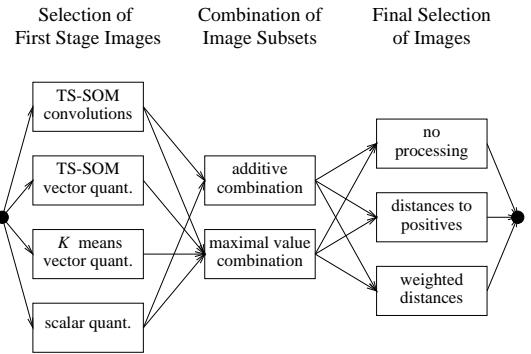 Selection of
First Stage Images
Combination of
Image Subsets
Final Selection
of Images
TS-SOM
convolutions
TS-SOM
vector quant.
K means
vector quant.
scalar quant.
additive
combination
maximal value
combination
no
processing
distances to
positives
weighted
distances